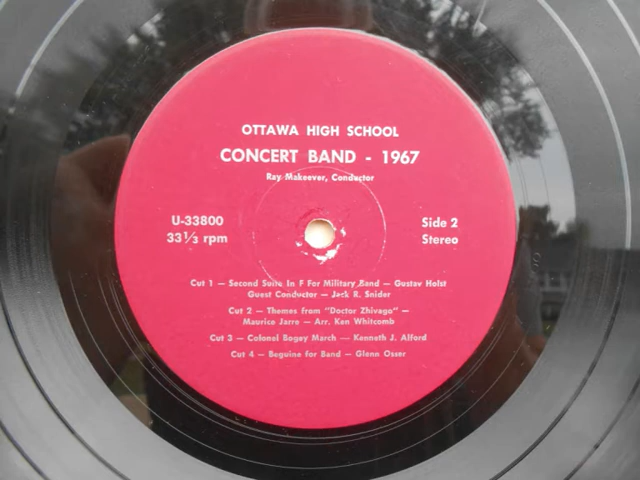 OTTAWA HIGH SCHOOL
CONCERT BAND - 1967
Ray Makeever, Conductor
U-33800
33⅓ rpm
Side 2
Stereo
Cut 1 — Second Suite In F For Military Band — Gustav Holst
Guest Conductor — Jack R. Snider
Cut 2 — Themes from "Doctor Zhivago" —
Maurice Jarre — Arr. Ken Whitcomb
Cut 3 — Colonel Bogey March — Kenneth J. Alford
Cut 4 — Beguine for Band — Glenn Osser